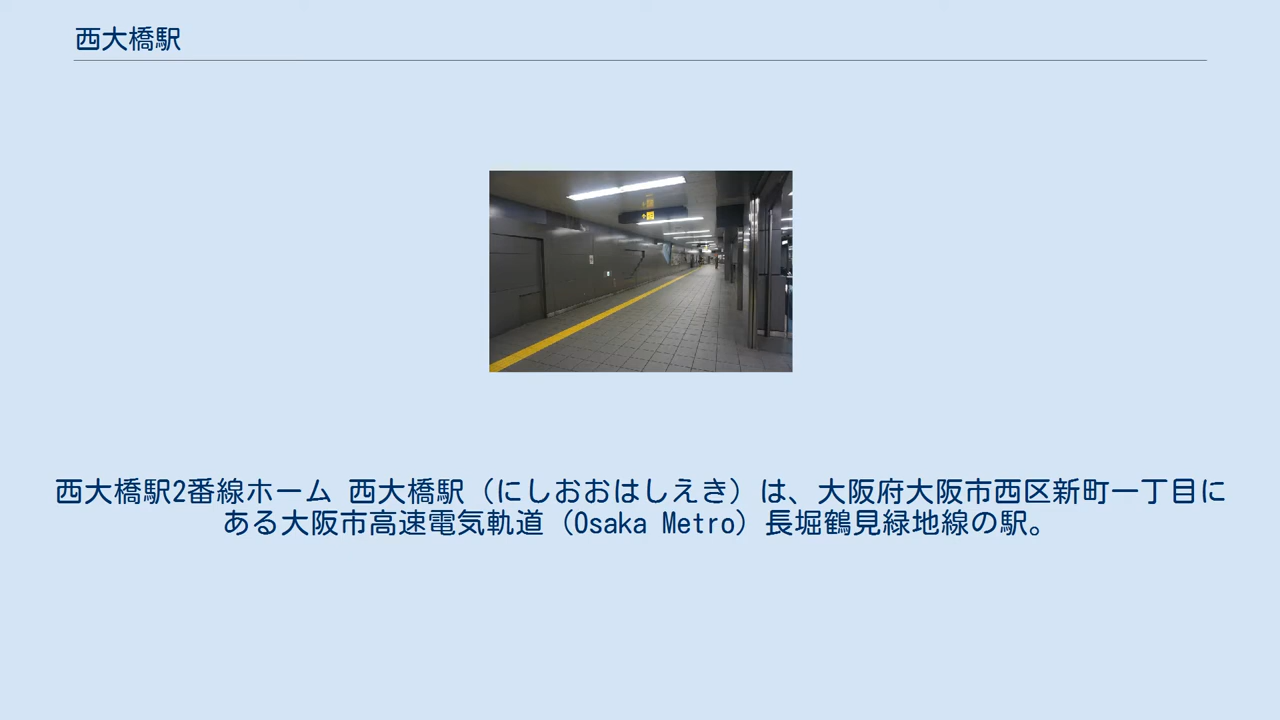 西大橋駅
西大橋駅2番線ホーム 西大橋駅（にしおおはしえき）は、大阪府大阪市西区新町一丁目に
ある大阪市高速電気軌道（Osaka Metro）長堀鶴見緑地線の駅。